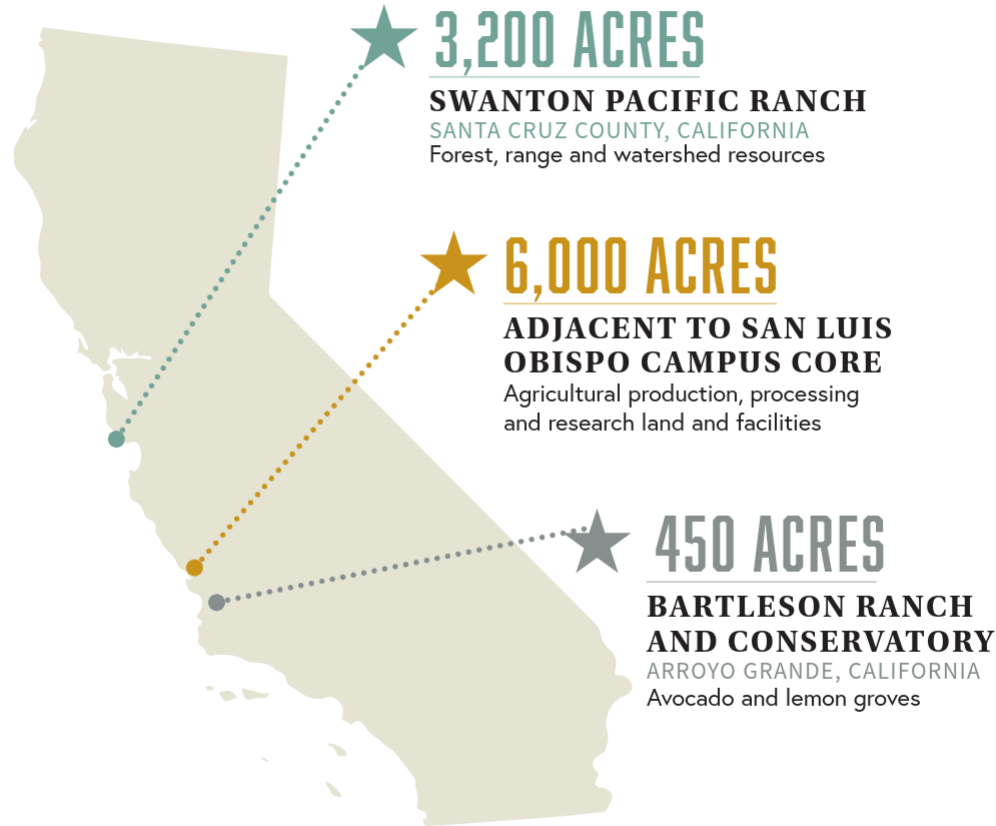 3,200 ACRES
SWANTON PACIFIC RANCH
SANTA CRUZ COUNTY, CALIFORNIA
Forest, range and watershed resources
6,000 ACRES
ADJACENT TO SAN LUIS
OBISPO CAMPUS CORE
Agricultural production, processing
and research land and facilities
450 ACRES
BARTLESON RANCH
AND CONSERVATORY
ARROYO GRANDE, CALIFORNIA
Avocado and lemon groves